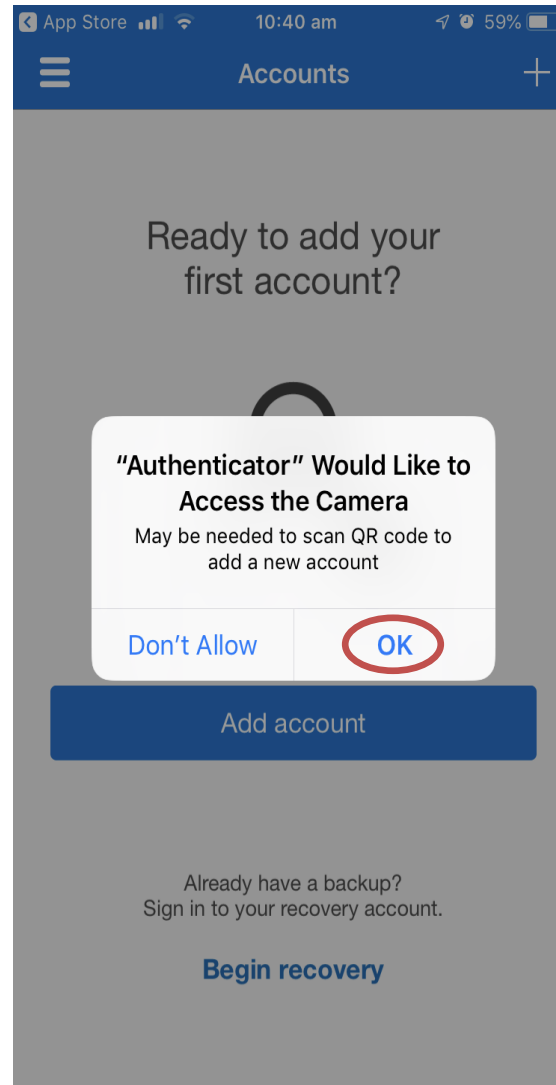 App Store 10:40 am 59%
Accounts
Ready to add your
first account?
“Authenticator” Would Like to
Access the Camera
May be needed to scan QR code to
add a new account
Don’t Allow OK
Add account
Already have a backup?
Sign in to your recovery account.
Begin recovery